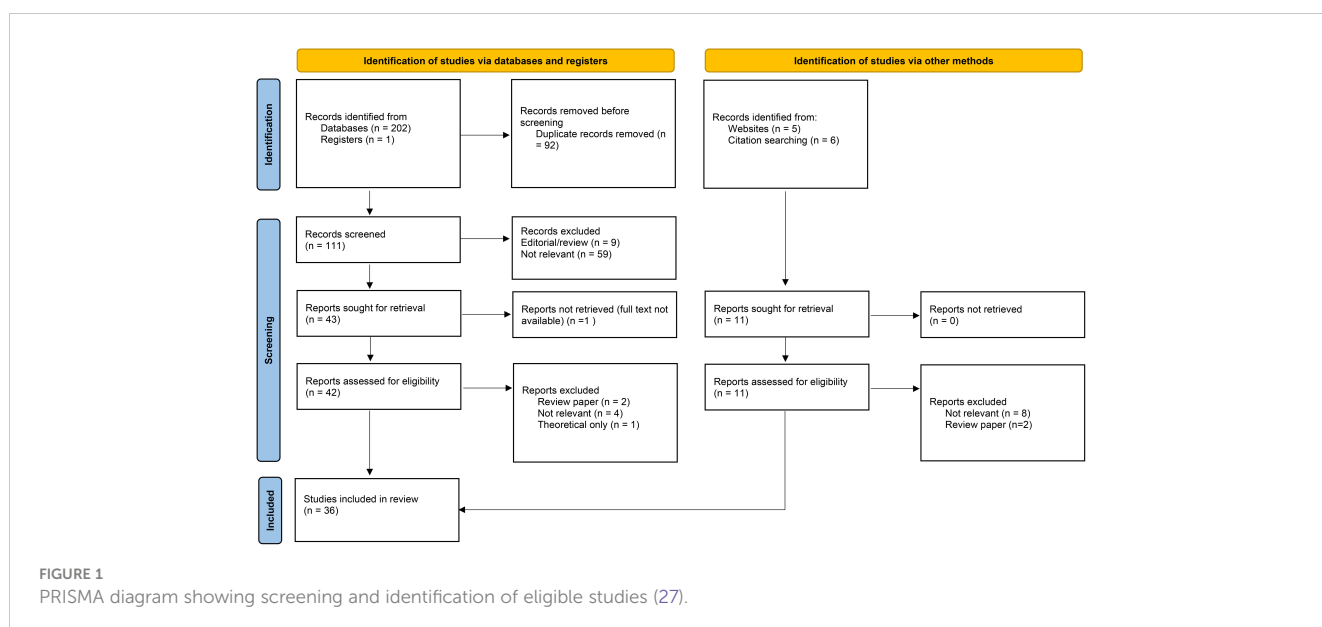 Identification of studies via databases and registers
Identification of studies via other methods
Identification
Records identified from
Databases (n = 202)
Registers (n = 1)
Records removed before
screening
Duplicate records removed (n
= 92)
Records identified from:
Websites (n = 5)
Citation searching (n = 6)
Screening
Records screened
(n = 111)
Records excluded
Editorial/review (n = 9)
Not relevant (n = 59)
Reports sought for retrieval
(n = 43)
Reports not retrieved (full text not
available) (n =1 )
Reports sought for retrieval
(n = 11)
Reports not retrieved
(n = 0)
Reports assessed for eligibility
(n = 42)
Reports excluded
Review paper (n = 2)
Not relevant (n = 4)
Theoretical only (n = 1)
Reports assessed for eligibility
(n = 11)
Reports excluded
Not relevant (n = 8)
Review paper (n=2)
Included
Studies included in review
(n = 36)
FIGURE 1
PRISMA diagram showing screening and identification of eligible studies (27).